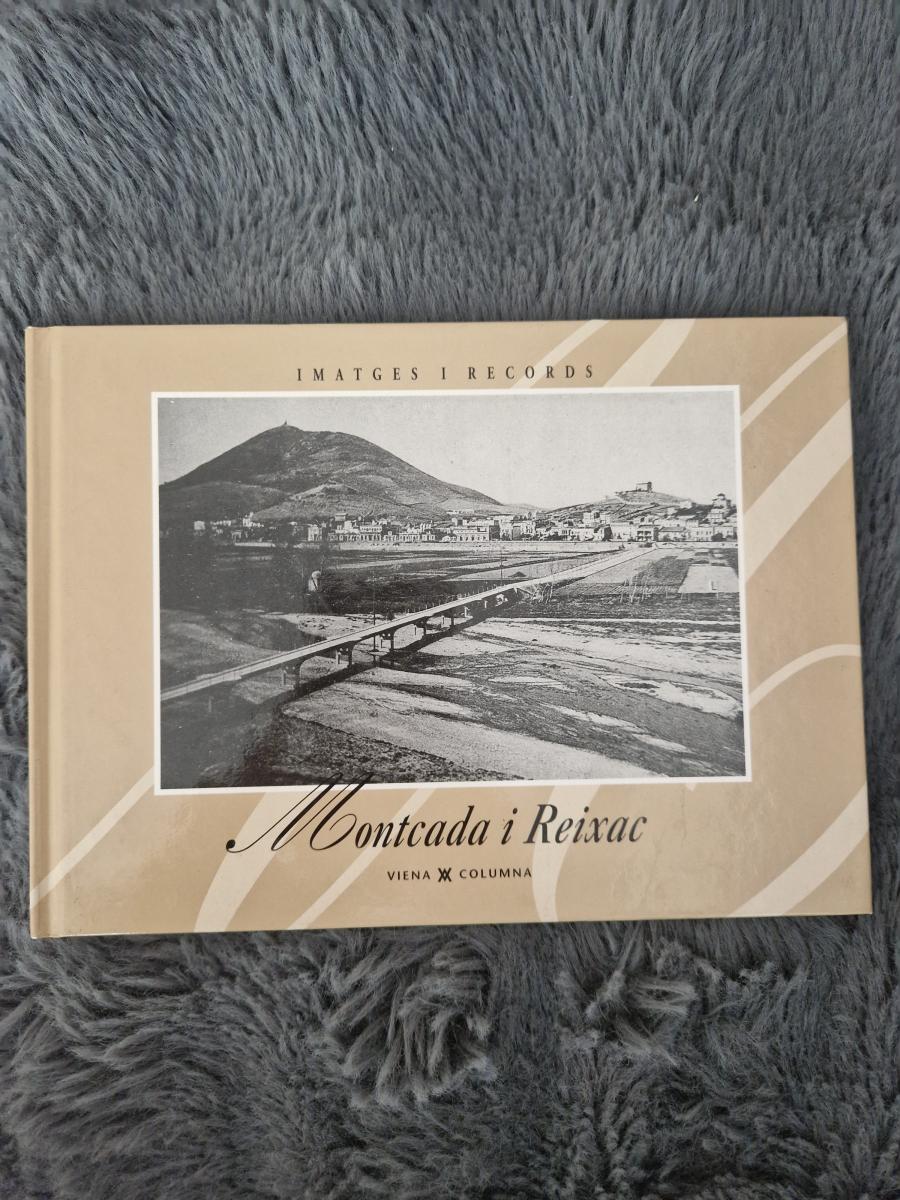 IMATGES I RECORDS
Montcada i Reixac
VIENA COLUMNA